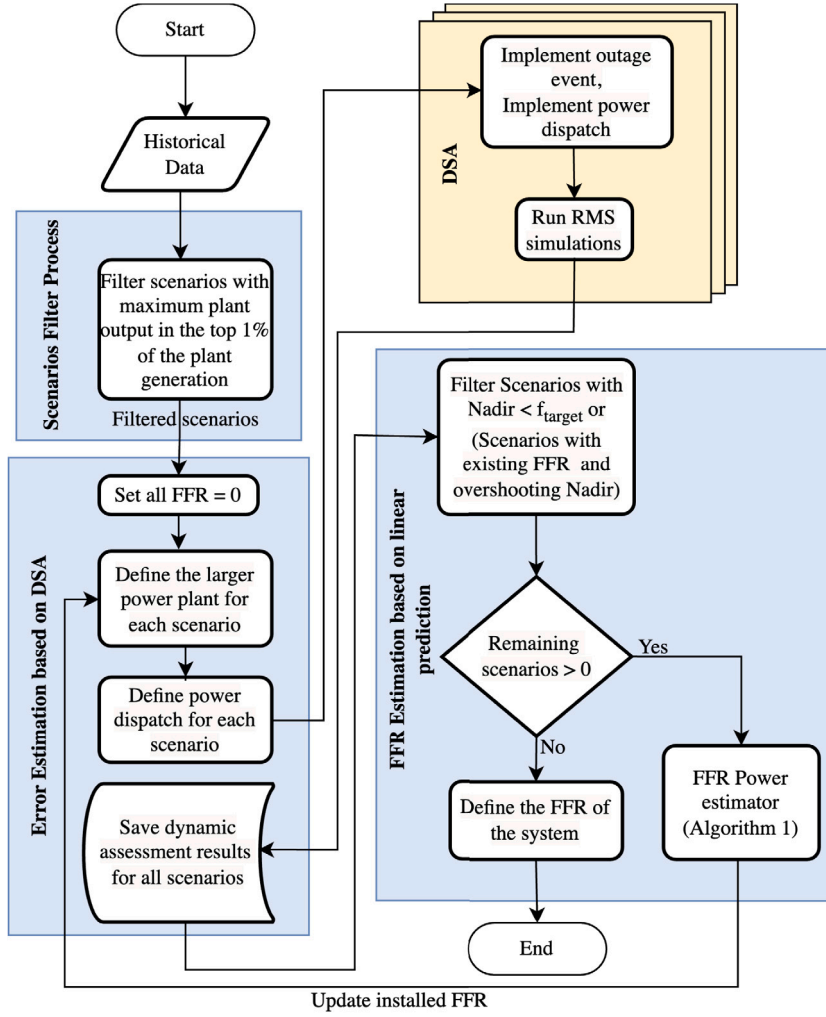 Start
Historical
Data
Scenarios Filter Process
Filter scenarios with
maximum plant
output in the top 1%
of the plant
generation
Filtered scenarios
Error Estimation based on DSA
Set all FFR = 0
Define the larger
power plant for
each scenario
Define power
dispatch for each
scenario
Save dynamic
assessment results
for all scenarios
DSA
Implement outage
event,
Implement power
dispatch
Run RMS
simulations
FFR Estimation based on linear
prediction
Filter Scenarios with
Nadir < f_target or
(Scenarios with
existing FFR and
overshooting Nadir)
Remaining
scenarios > 0
Yes
No
Define the FFR of
the system
FFR Power
estimator
(Algorithm 1)
End
Update installed FFR